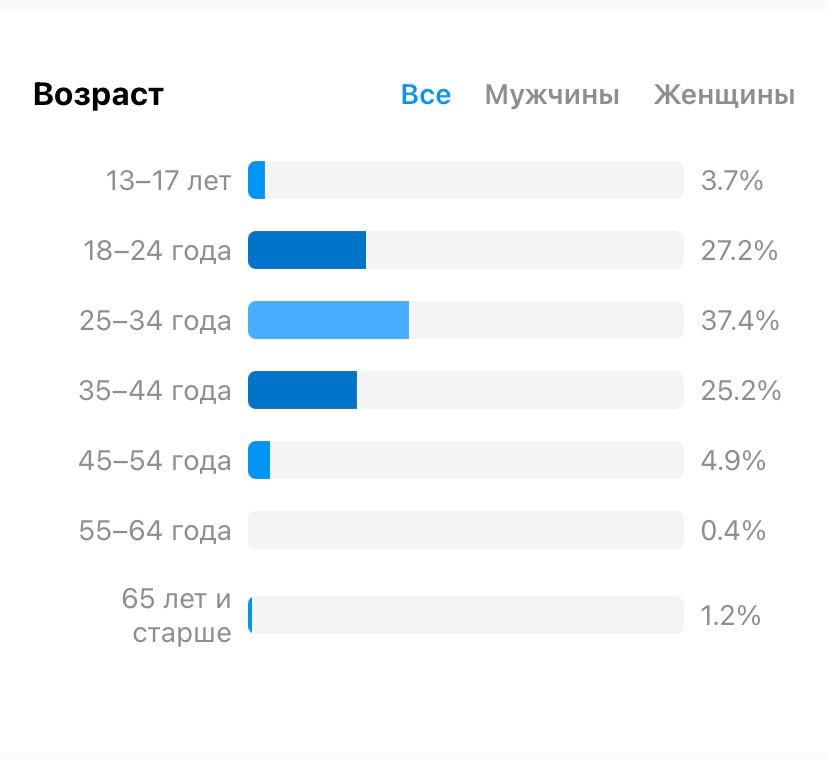 Возраст Все Мужчины Женщины
13–17 лет 3.7%
18–24 года 27.2%
25–34 года 37.4%
35–44 года 25.2%
45–54 года 4.9%
55–64 года 0.4%
65 лет и
старше 1.2%